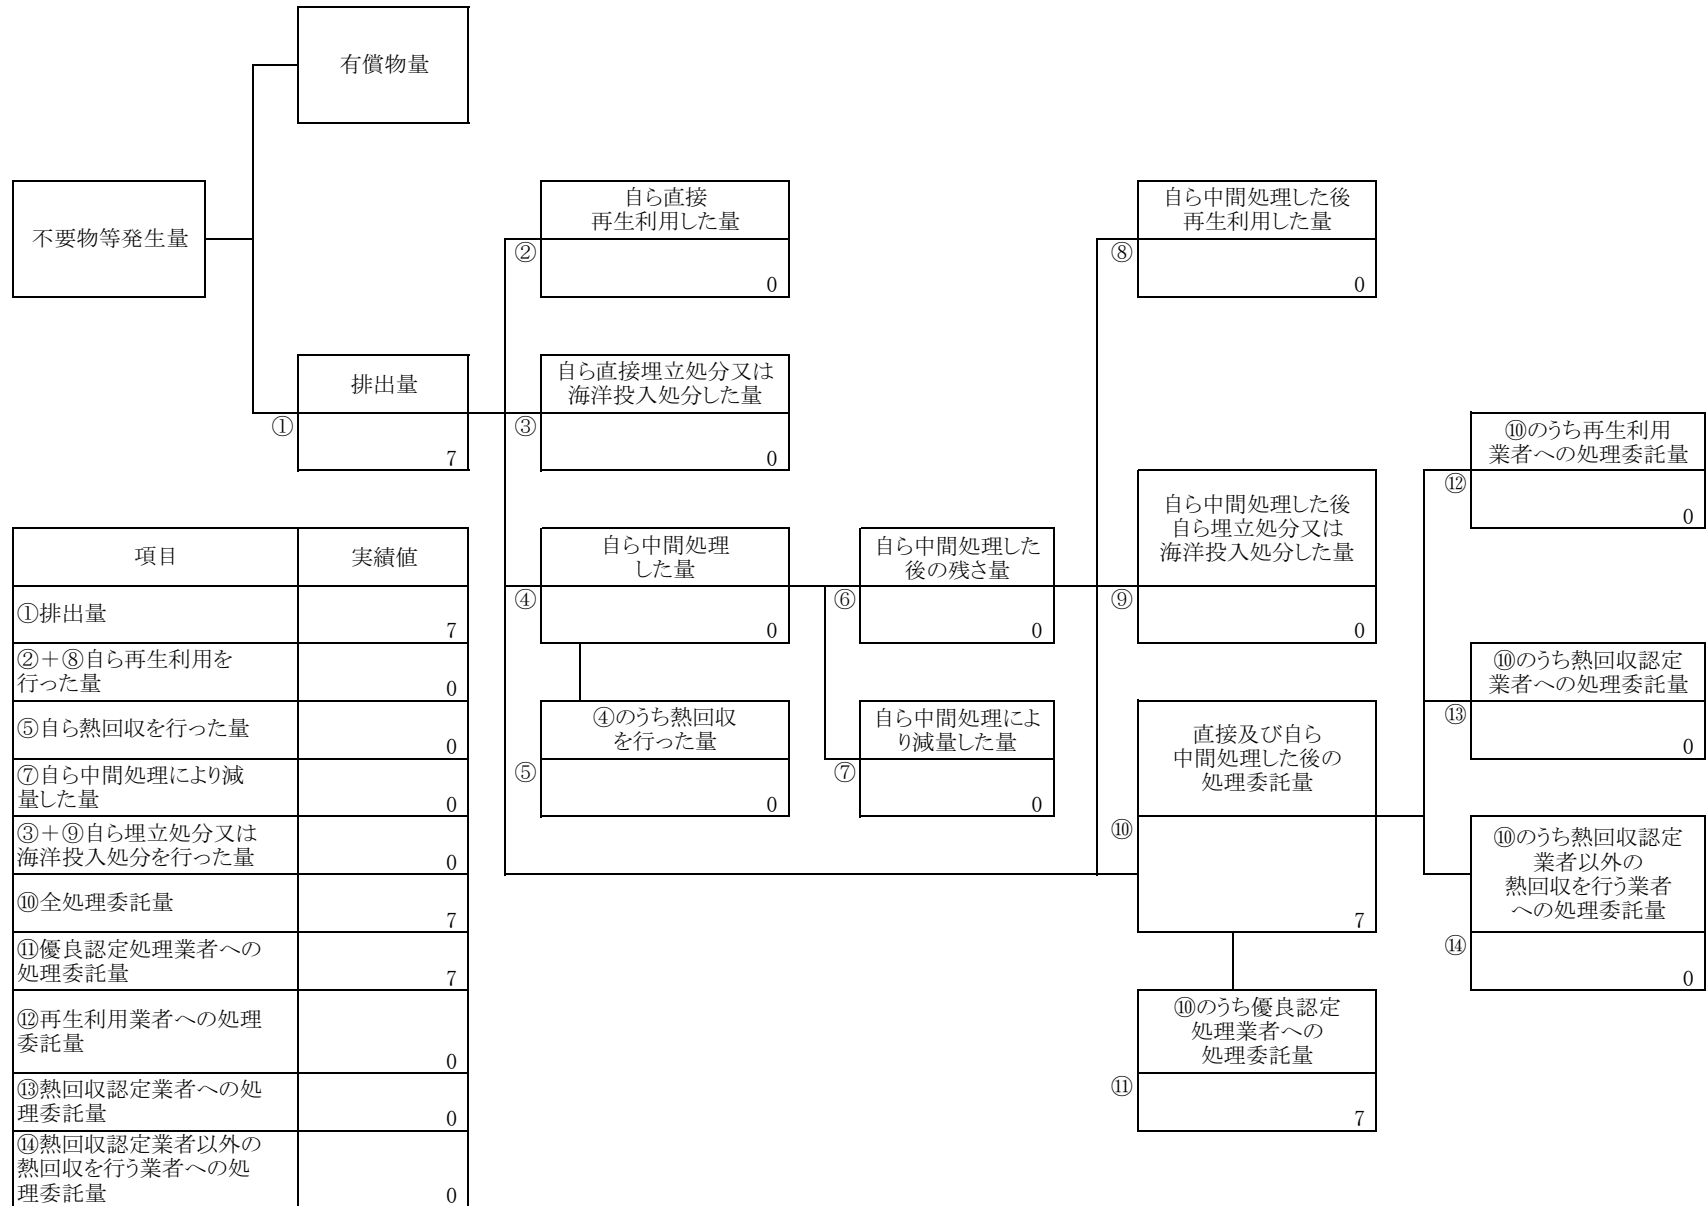 有償物量
不要物等発生量
自ら直接
再生利用した量
②
0
自ら中間処理した後
再生利用した量
⑧
0
排出量
①
7
自ら直接埋立処分又は
海洋投入処分した量
③
0
⑩のうち再生利用
業者への処理委託量
⑫
0
自ら中間処理
した量
④
0
自ら中間処理した
後の残さ量
⑥
0
自ら中間処理した後
自ら埋立処分又は
海洋投入処分した量
⑨
0
⑩のうち熱回収認定
業者への処理委託量
⑬
0
④のうち熱回収
を行った量
⑤
0
自ら中間処理によ
り減量した量
⑦
0
直接及び自ら
中間処理した後の
処理委託量
⑩
7
⑩のうち熱回収認定
業者以外の
熱回収を行う業者
への処理委託量
⑭
0
⑩のうち優良認定
処理業者への
処理委託量
⑪
7
項目 実績値
①排出量
7
②＋⑧自ら再生利用を
行った量 0
⑤自ら熱回収を行った量
0
⑦自ら中間処理により減
量した量 0
③＋⑨自ら埋立処分又は
海洋投入処分を行った量 0
⑩全処理委託量
7
⑪優良認定処理業者への
処理委託量 7
⑫再生利用業者への処理
委託量
0
⑬熱回収認定業者への処
理委託量 0
⑭熱回収認定業者以外の
熱回収を行う業者への処
理委託量 0